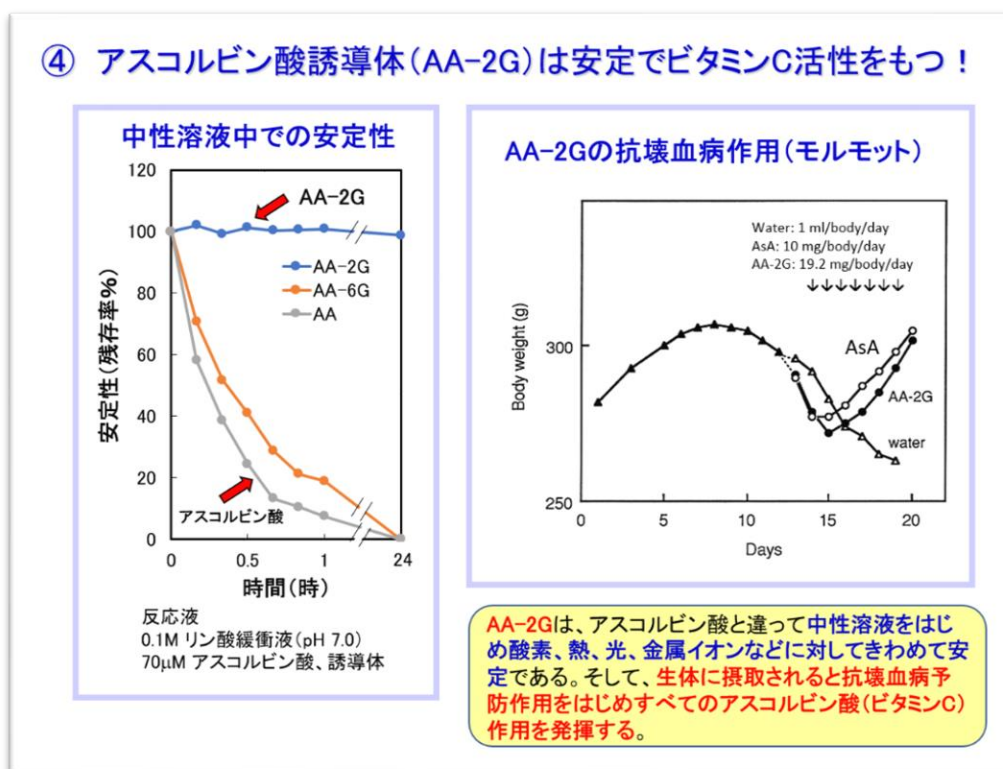 ④ アスコルビン酸誘導体(AA-2G)は安定でビタミンC活性をもつ！
中性溶液中での安定性
120
100
80
60
40
20
0
安定性(残存率%)
AA-2G
AA-2G
AA-6G
AA
アスコルビン酸
0
0.5
1
24
時間(時)
反応液
0.1M リン酸緩衝液(pH 7.0)
70μM アスコルビン酸、誘導体
AA-2Gの抗壊血病作用(モルモット)
Water: 1 ml/body/day
AsA: 10 mg/body/day
AA-2G: 19.2 mg/body/day
Body weight (g)
300
250
AsA
AA-2G
water
0
5
10
15
20
Days
AA-2Gは、アスコルビン酸と違って中性溶液をはじ
め酸素、熱、光、金属イオンなどに対してきわめて安
定である。そして、生体に摂取されると抗壊血病予
防作用をはじめすべてのアスコルビン酸(ビタミンC)
作用を発揮する。